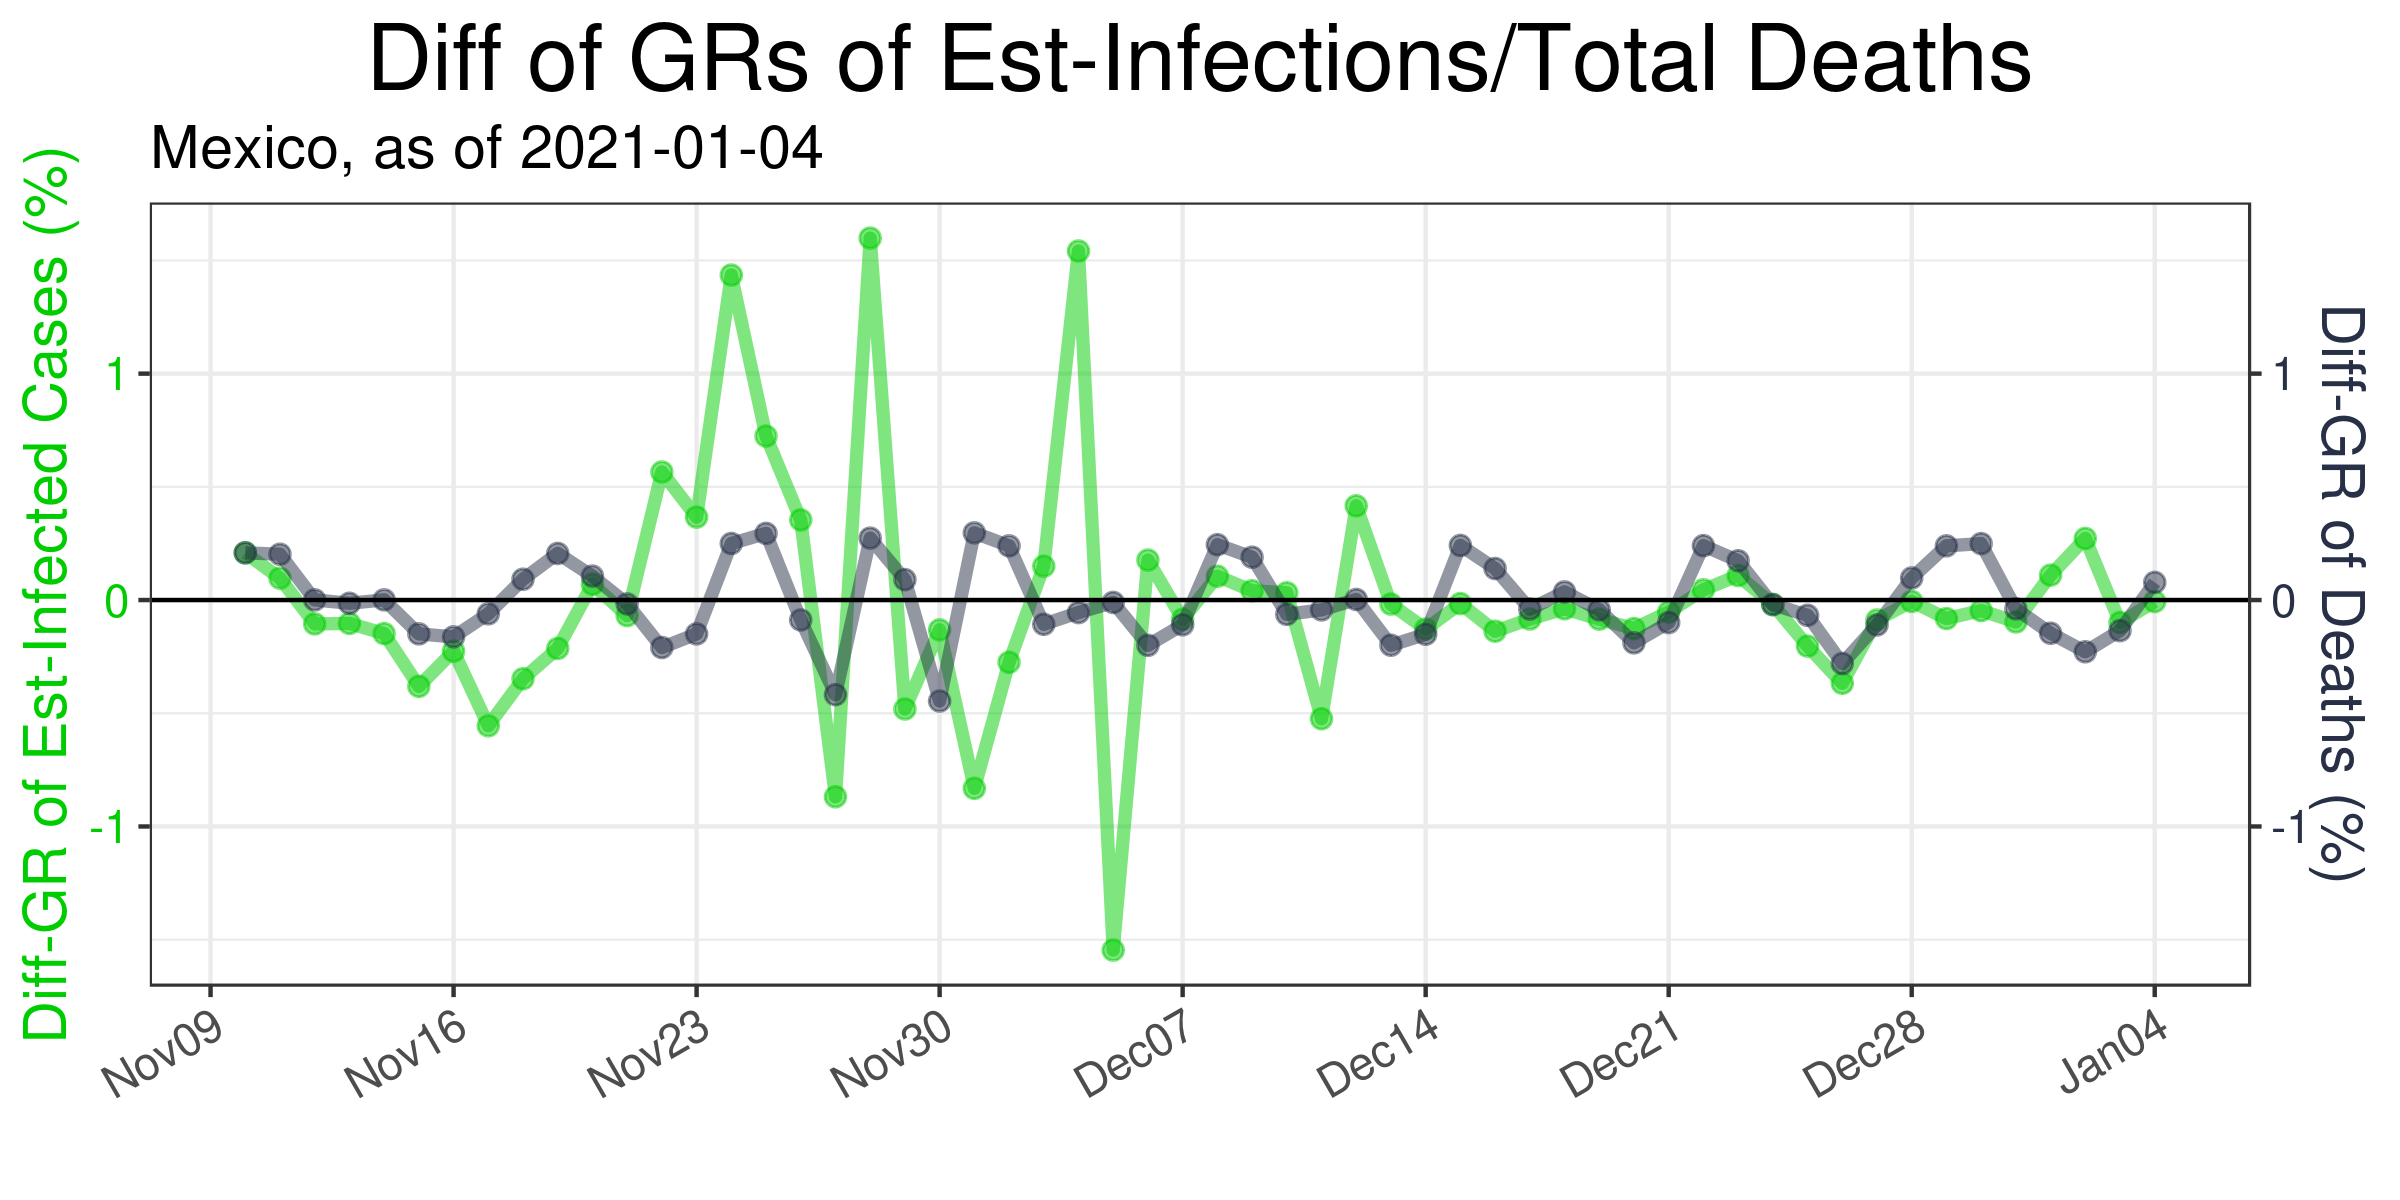 Diff of GRs of Est-Infections/Total Deaths
Mexico, as of 2021-01-04
Diff-GR of Est-Infected Cases (%)
1
0
-1
1
0
-1
Diff-GR of Deaths (%)
Nov09
Nov16
Nov23
Nov30
Dec07
Dec14
Dec21
Dec28
Jan04